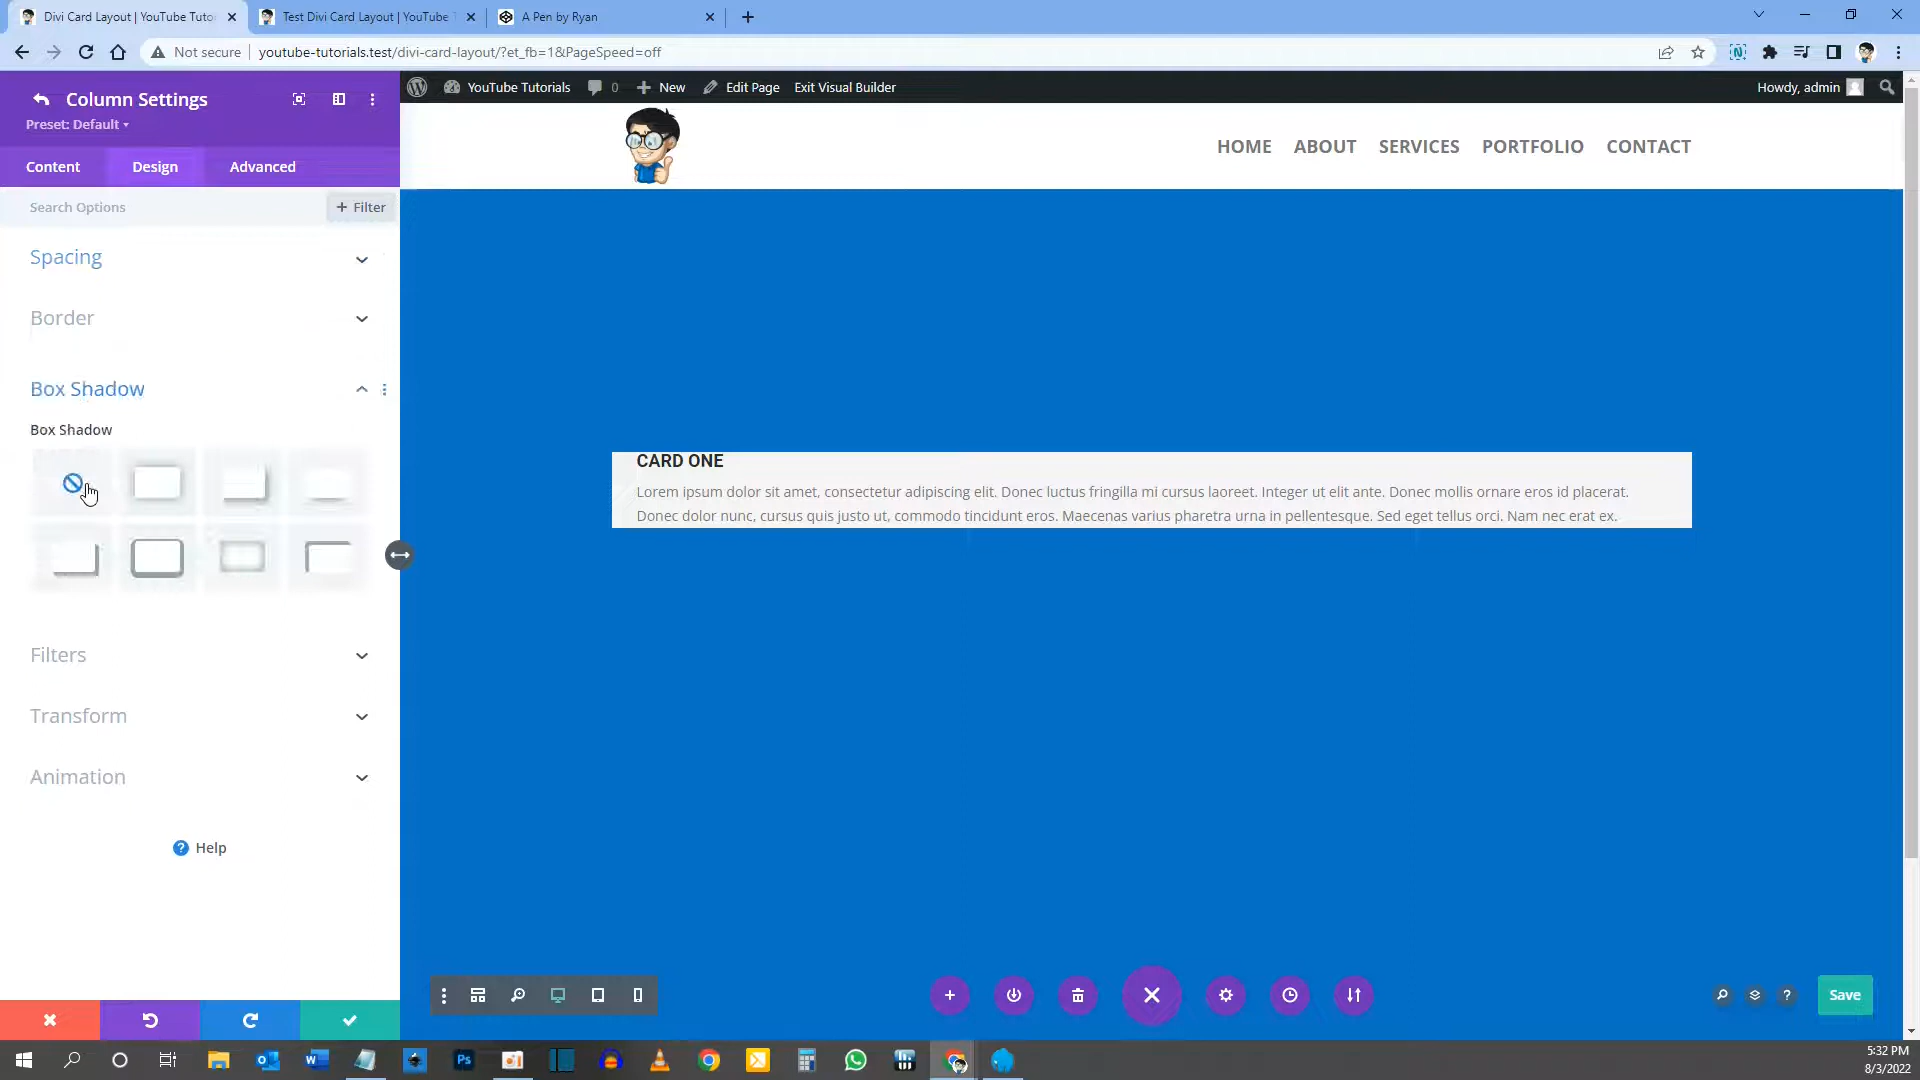 Divi Card Layout | YouTube Tuto
Test Divi Card Layout | YouTube T
A Pen by Ryan
Not secure
youtube-tutorials.test/divi-card-layout/?et_fb=1&PageSpeed=off
Column Settings
Preset: Default
Content
Design
Advanced
Search Options
+ Filter
Spacing
Border
Box Shadow
Box Shadow
Filters
Transform
Animation
Help
YouTube Tutorials
0
New
Edit Page
Exit Visual Builder
Howdy, admin
HOME
ABOUT
SERVICES
PORTFOLIO
CONTACT
CARD ONE
Lorem ipsum dolor sit amet, consectetur adipiscing elit. Donec luctus fringilla mi cursus laoreet. Integer ut elit ante. Donec mollis ornare eros id placerat.
Donec dolor nunc, cursus quis justo ut, commodo tincidunt eros. Maecenas varius pharetra urna in pellentesque. Sed eget tellus orci. Nam nec erat ex.
Save
5:32 PM
8/3/2022